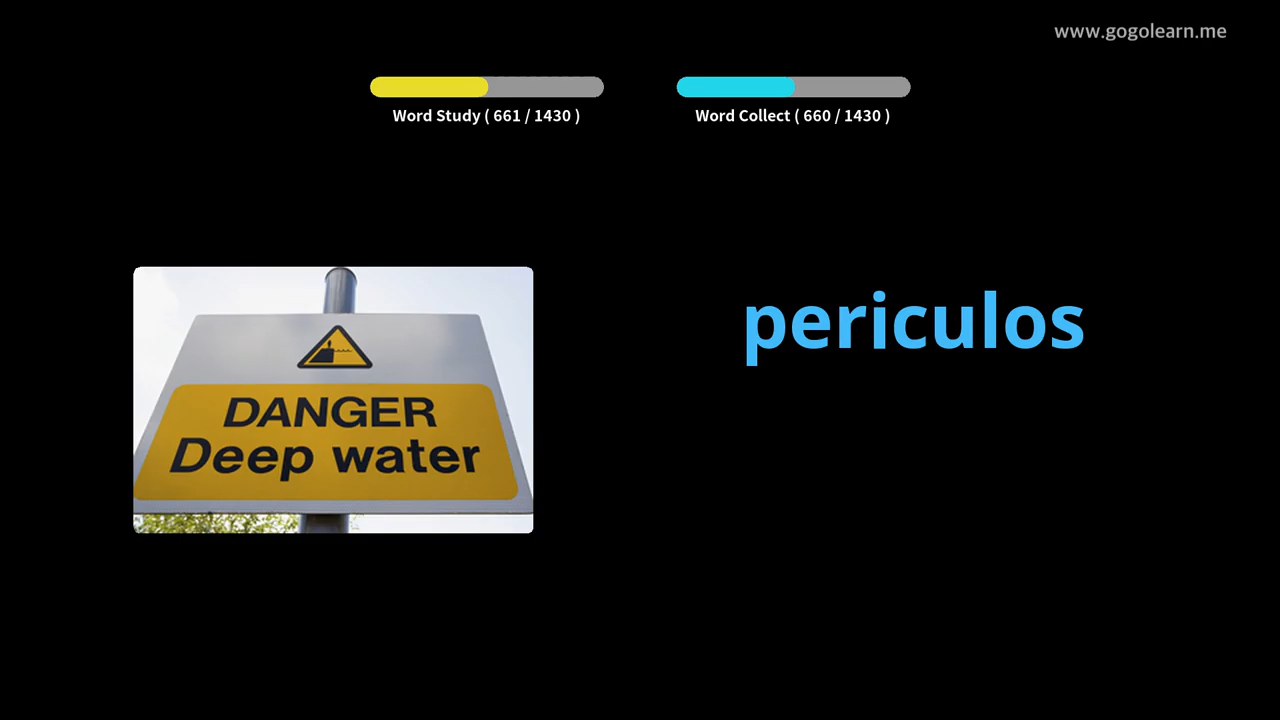 www.gogolearn.me
Word Study ( 661 / 1430 )
Word Collect ( 660 / 1430 )
periculos
DANGER
Deep water